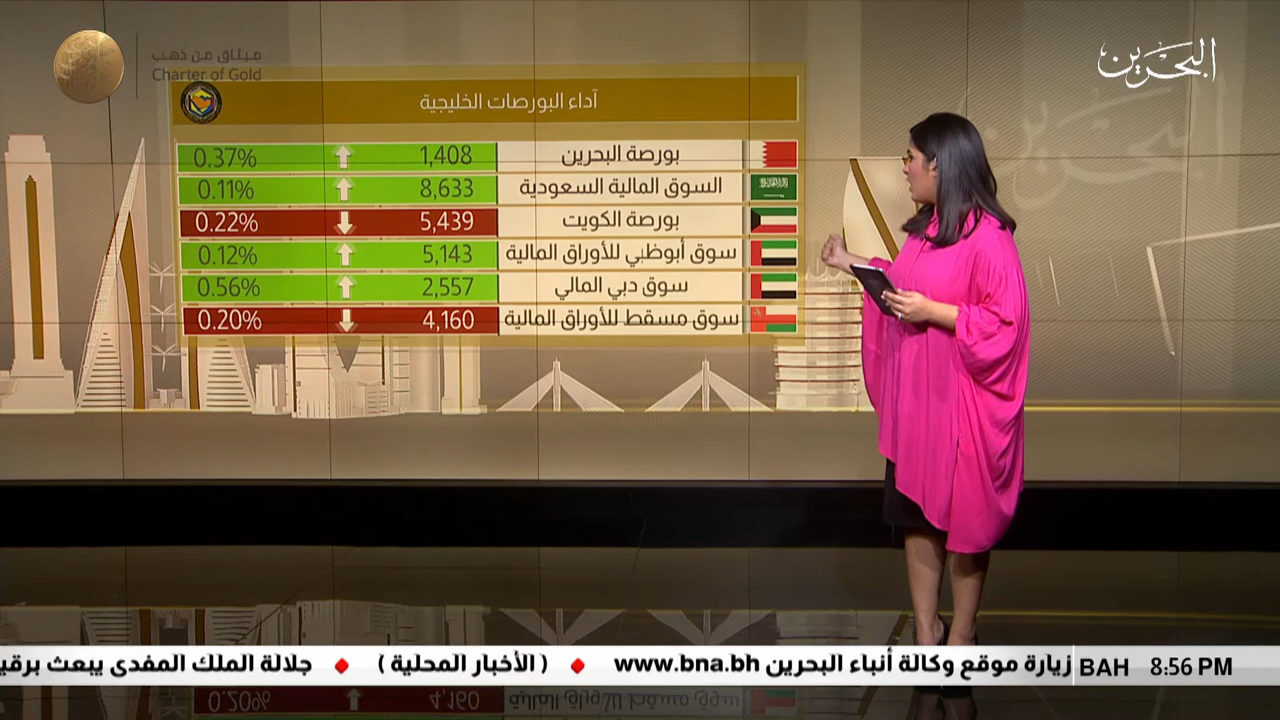 ميثاق من ذهب
Charter of Gold
البحرين
آداء البورصات الخليجية
بورصة البحرين 1,408 0.37%
السوق المالية السعودية 8,633 0.11%
بورصة الكويت 5,439 0.22%
سوق أبوظبي للأوراق المالية 5,143 0.12%
سوق دبي المالي 2,557 0.56%
سوق مسقط للأوراق المالية 4,160 0.20%
زيارة موقع وكالة أنباء البحرين www.bna.bh ( الأخبار المحلية ) جلالة الملك المفدى يبعث برقي
BAH 8:56 PM